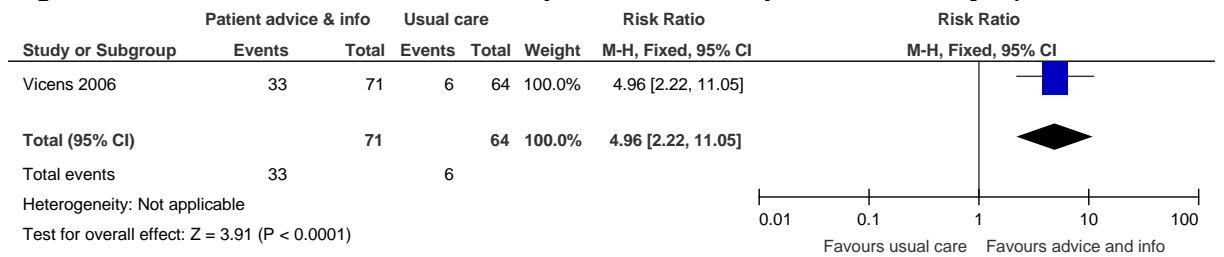 Patient advice & info Usual care Risk Ratio Risk Ratio
Study or Subgroup Events Total Events Total Weight M-H, Fixed, 95% CI M-H, Fixed, 95% CI
Vicens 2006 33 71 6 64 100.0% 4.96 [2.22, 11.05]
Total (95% CI) 71 64 100.0% 4.96 [2.22, 11.05]
Total events 33 6
Heterogeneity: Not applicable
Test for overall effect: Z = 3.91 (P < 0.0001)
0.01 0.1 1 10 100
Favours usual care Favours advice and info